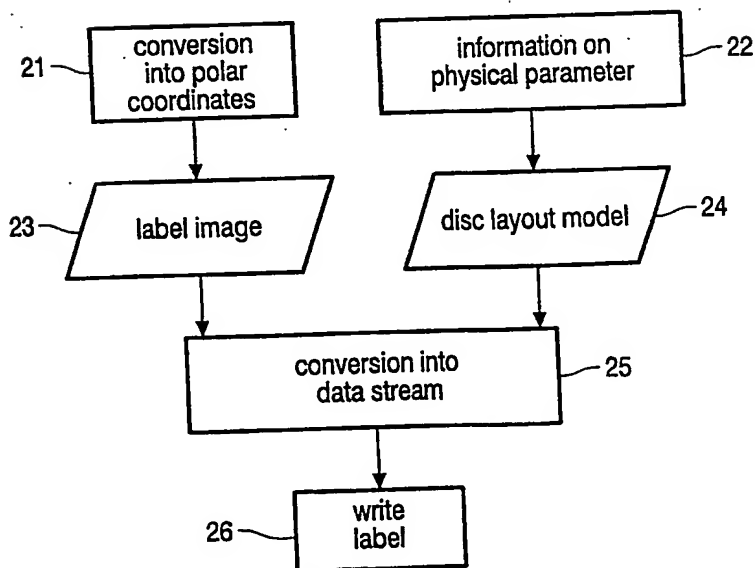 21
conversion
into polar
coordinates
information on
physical parameter
22
23
label image
disc layout model
24
conversion into
data stream
25
26
write
label